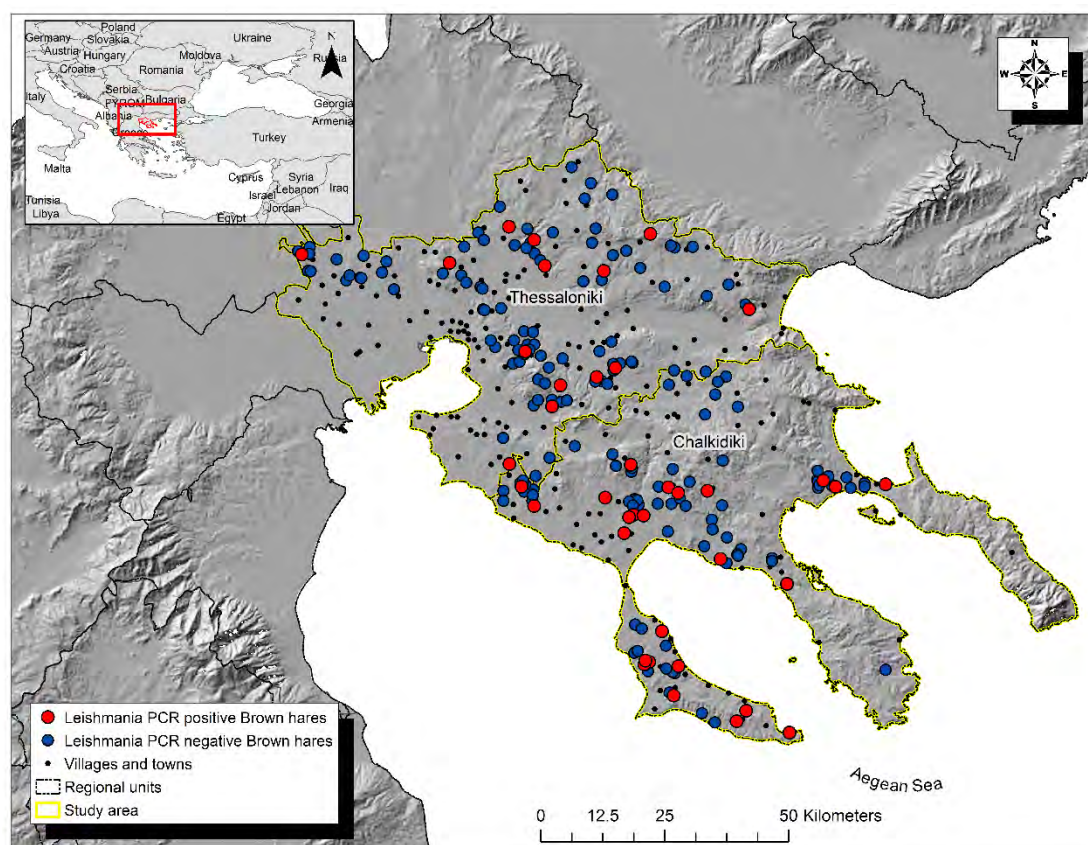 Poland
Germany
Slovakia
Ukraine
Austria
Hungary
Moldova
Russia
Croatia
Romania
Serbia
Italy
FYROM
Bulgaria
Georgia
Albania
Armenia
Greece
Turkey
Malta
Cyprus
Syria
Tunisia
Israel
Lebanon
Iraq
Libya
Jordan
Egypt
N
N
W
E
S
Thessaloniki
Chalkidiki
Leishmania PCR positive Brown hares
Leishmania PCR negative Brown hares
Villages and towns
Regional units
Study area
Aegean Sea
0 12.5 25 50 Kilometers